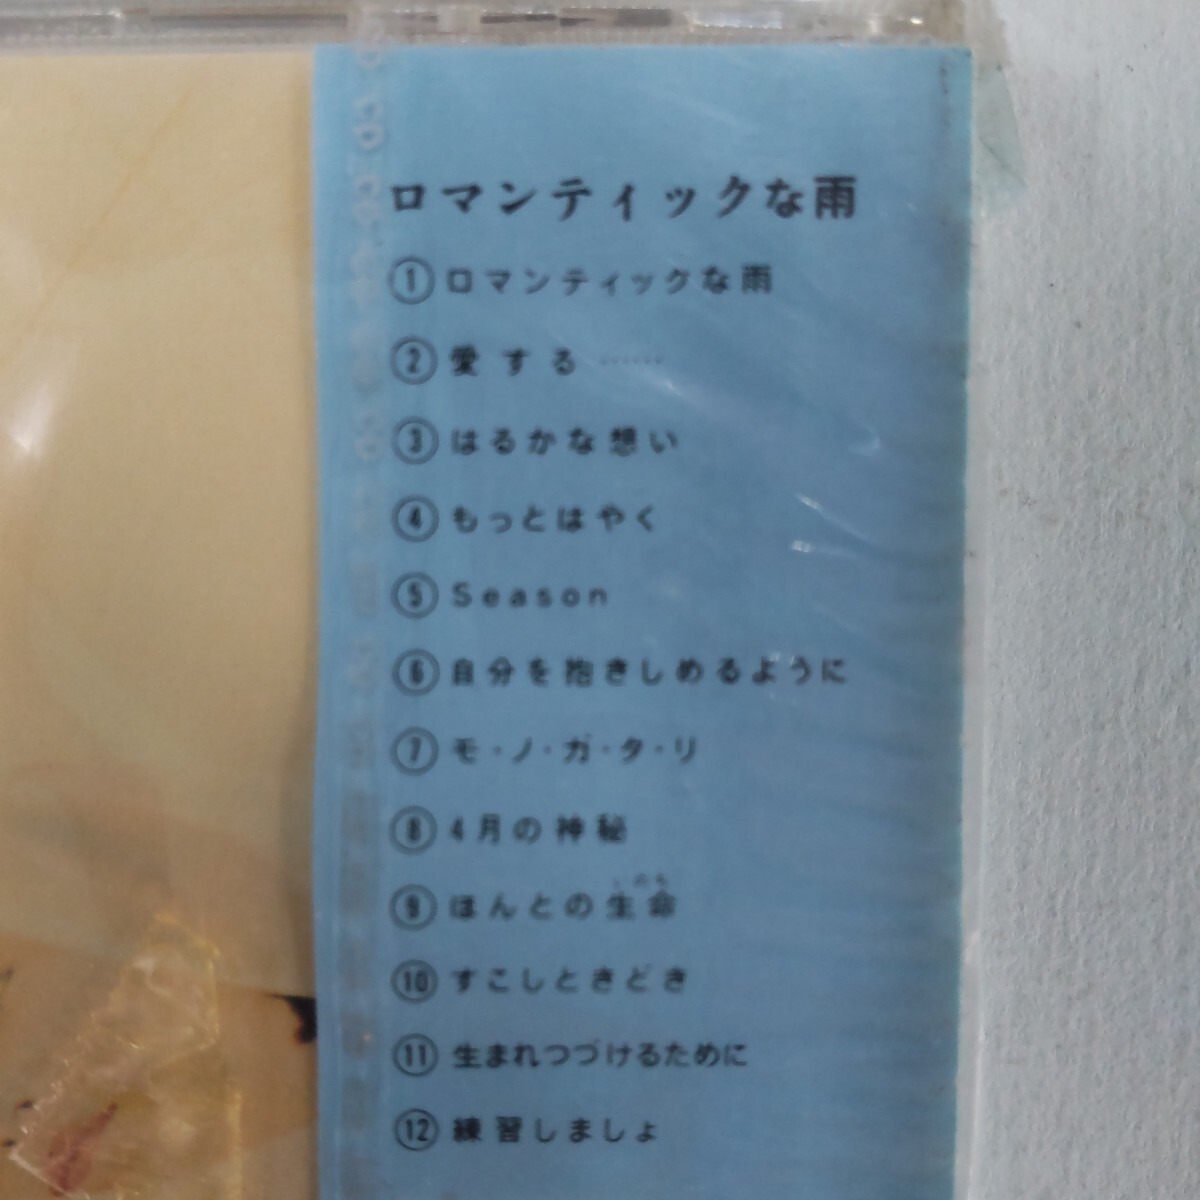 ロマンティックな雨
①ロマンティックな雨
②愛する……
③はるかな想い
④もっとはやく
⑤Season
⑥自分を抱きしめるように
⑦モ・ノ・ガ・タ・リ
⑧4月の神秘
いのち
⑨ほんとの生命
⑩すこしときどき
⑪生まれつづけるために
⑫練習しましょ